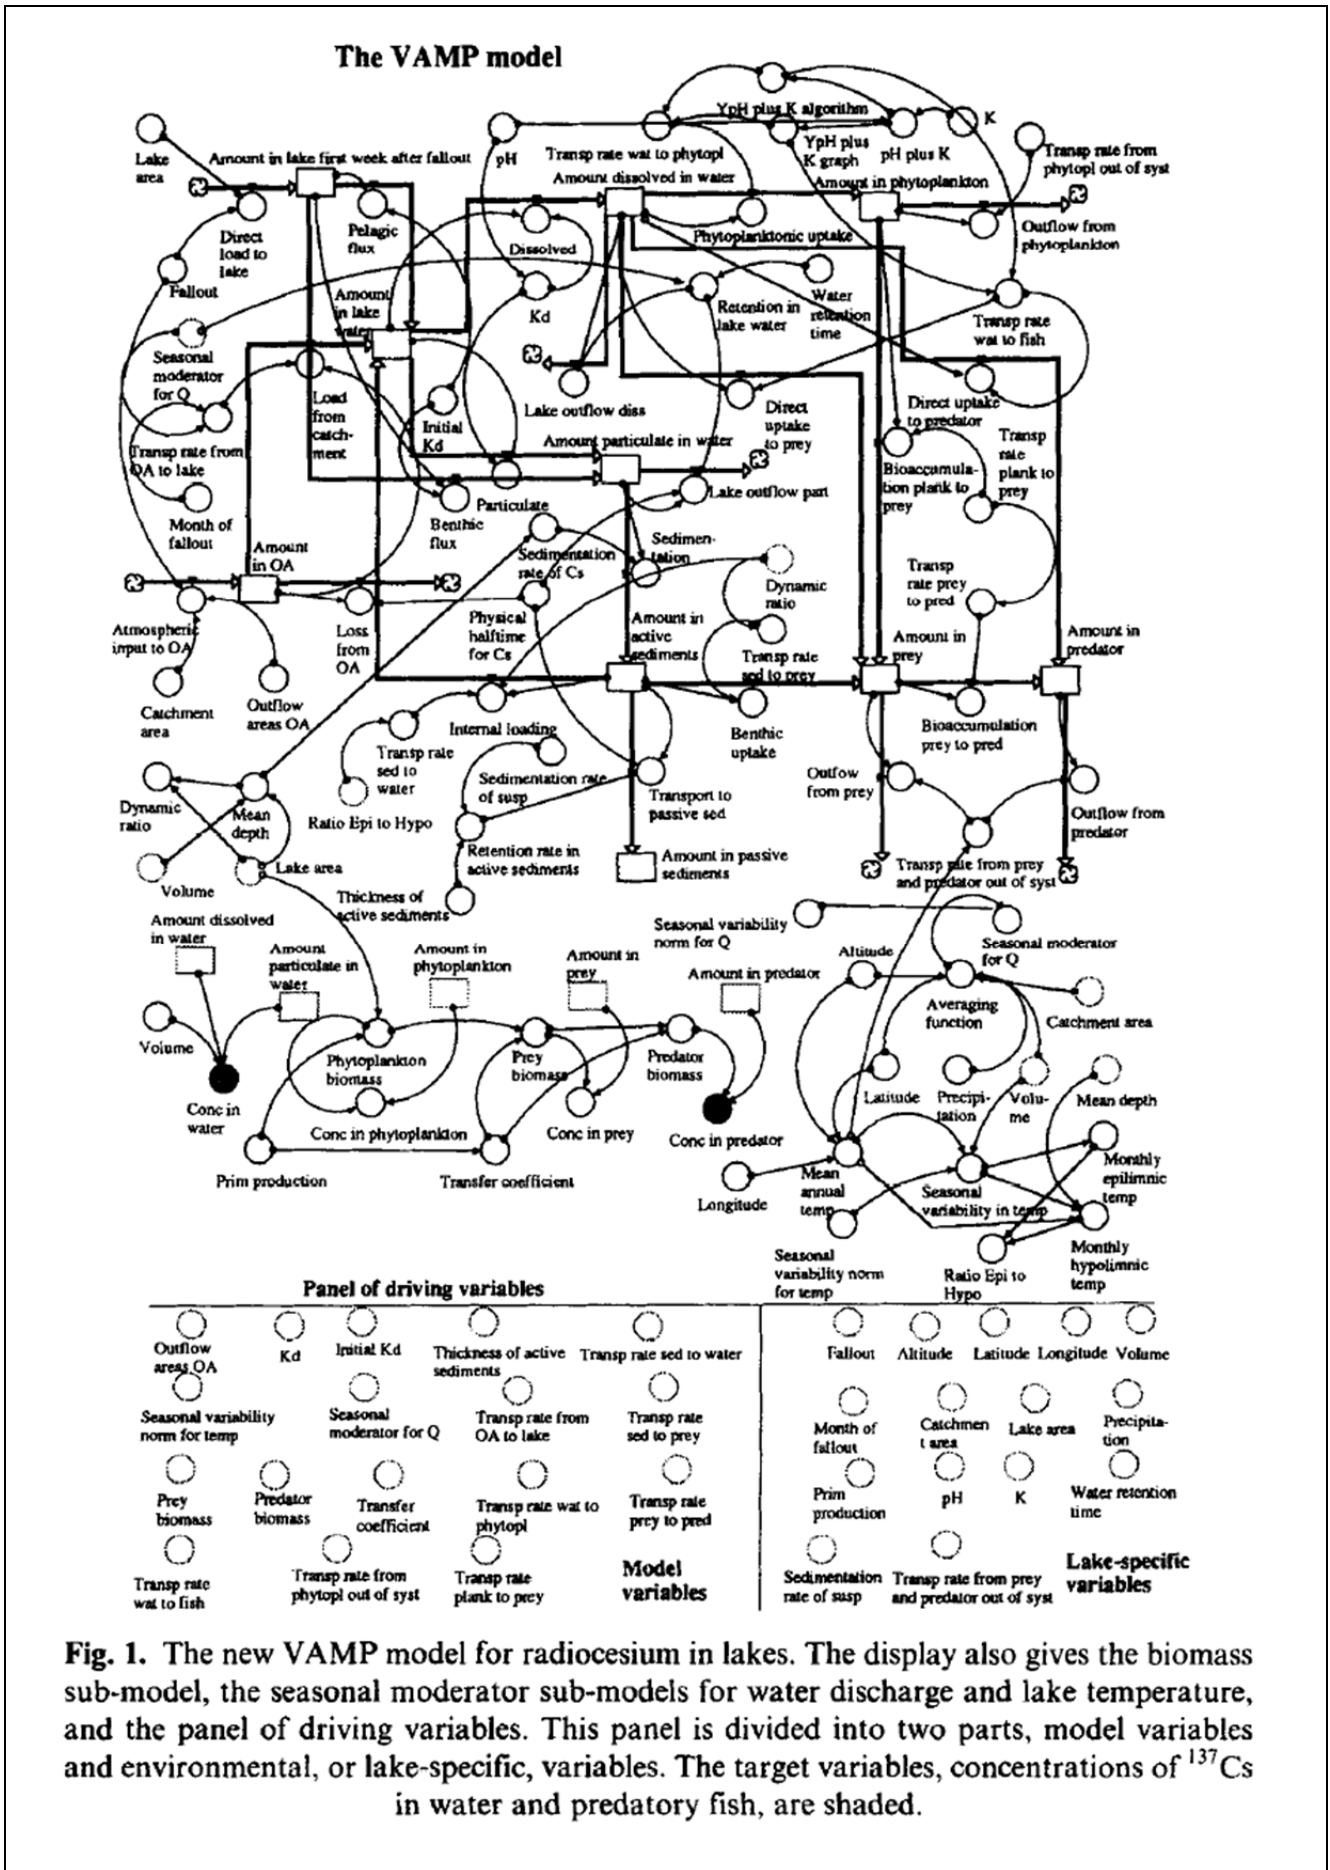 The VAMP model
YpH plus K algorithm
K
Lake
area
Amount in lake first week after fallout
pH
Transp rate wat to phytopl
YpH plus
K graph
pH plus K
Transp rate from
phytopl out of syst
Amount dissolved in water
Amount in phytoplankton
Direct
load to
lake
Pelagic
flux
Dissolved
Phytoplanktonic uptake
Outflow from
phytoplankton
Fallout
Amount
in lake
water
Kd
Retention in
lake water
Water
retention
time
Transp rate
wat to fish
Seasonal
moderator
for Q
Load
from
catch-
ment
Initial
Kd
Lake outflow diss
Direct
uptake
to prey
Direct uptake
to predator
Transp
rate
plank to
prey
Transp rate from
OA to lake
Amount particulate in water
Bioaccumula-
tion plank to
prey
Month of
fallout
Benthic
flux
Particulate
Lake outflow part
Amount
in OA
Sedimentation
rate of Cs
Sedimen-
tation
Dynamic
ratio
Transp
rate prey
to pred
Atmospheric
input to OA
Loss
from
OA
Physical
halftime
for Cs
Amount in
active
sediments
Transp rate
sed to prey
Amount in
prey
Amount in
predator
Catchment
area
Outflow
areas OA
Internal loading
Benthic
uptake
Bioaccumulation
prey to pred
Transp rate
sed to
water
Sedimentation rate
of susp
Transport to
passive sed
Outfow
from prey
Dynamic
ratio
Mean
depth
Ratio Epi to Hypo
Outflow from
predator
Volume
Lake area
Retention rate in
active sediments
Amount in passive
sediments
Transp rate from prey
and predator out of syst
Thickness of
active sediments
Amount dissolved
in water
Amount
particulate in
water
Amount in
phytoplankton
Amount in
prey
Seasonal variability
norm for Q
Amount in predator
Altitude
Seasonal moderator
for Q
Averaging
function
Catchment area
Volume
Phytoplankton
biomass
Prey
biomass
Predator
biomass
Conc in
water
Conc in phytoplankton
Conc in prey
Conc in predator
Latitude
Precipi-
tation
Volu-
me
Mean depth
Prim production
Transfer coefficient
Longitude
Mean
annual
temp
Seasonal
variability in temp
Monthly
epilimnic
temp
Seasonal
variability norm
for temp
Ratio Epi to
Hypo
Monthly
hypolimnic
temp
Panel of driving variables
Outflow
areas OA
Kd
Initial Kd
Thickness of active
sediments
Transp rate sed to water
Fallout
Altitude
Latitude
Longitude
Volume
Seasonal variability
norm for temp
Seasonal
moderator for Q
Transp rate from
OA to lake
Transp rate
sed to prey
Month of
fallout
Catchmen
t area
Lake area
Precipita-
tion
Prey
biomass
Predator
biomass
Transfer
coefficient
Transp rate wat to
phytopl
Transp rate
prey to pred
Prim
production
pH
K
Water retention
time
Transp rate
wat to fish
Transp rate from
phytopl out of syst
Transp rate
plank to prey
Model
variables
Sedimentation
rate of susp
Transp rate from prey
and predator out of syst
Lake-specific
variables
Fig. 1. The new VAMP model for radiocesium in lakes. The display also gives the biomass
sub-model, the seasonal moderator sub-models for water discharge and lake temperature,
and the panel of driving variables. This panel is divided into two parts, model variables
and environmental, or lake-specific, variables. The target variables, concentrations of ¹³⁷Cs
in water and predatory fish, are shaded.